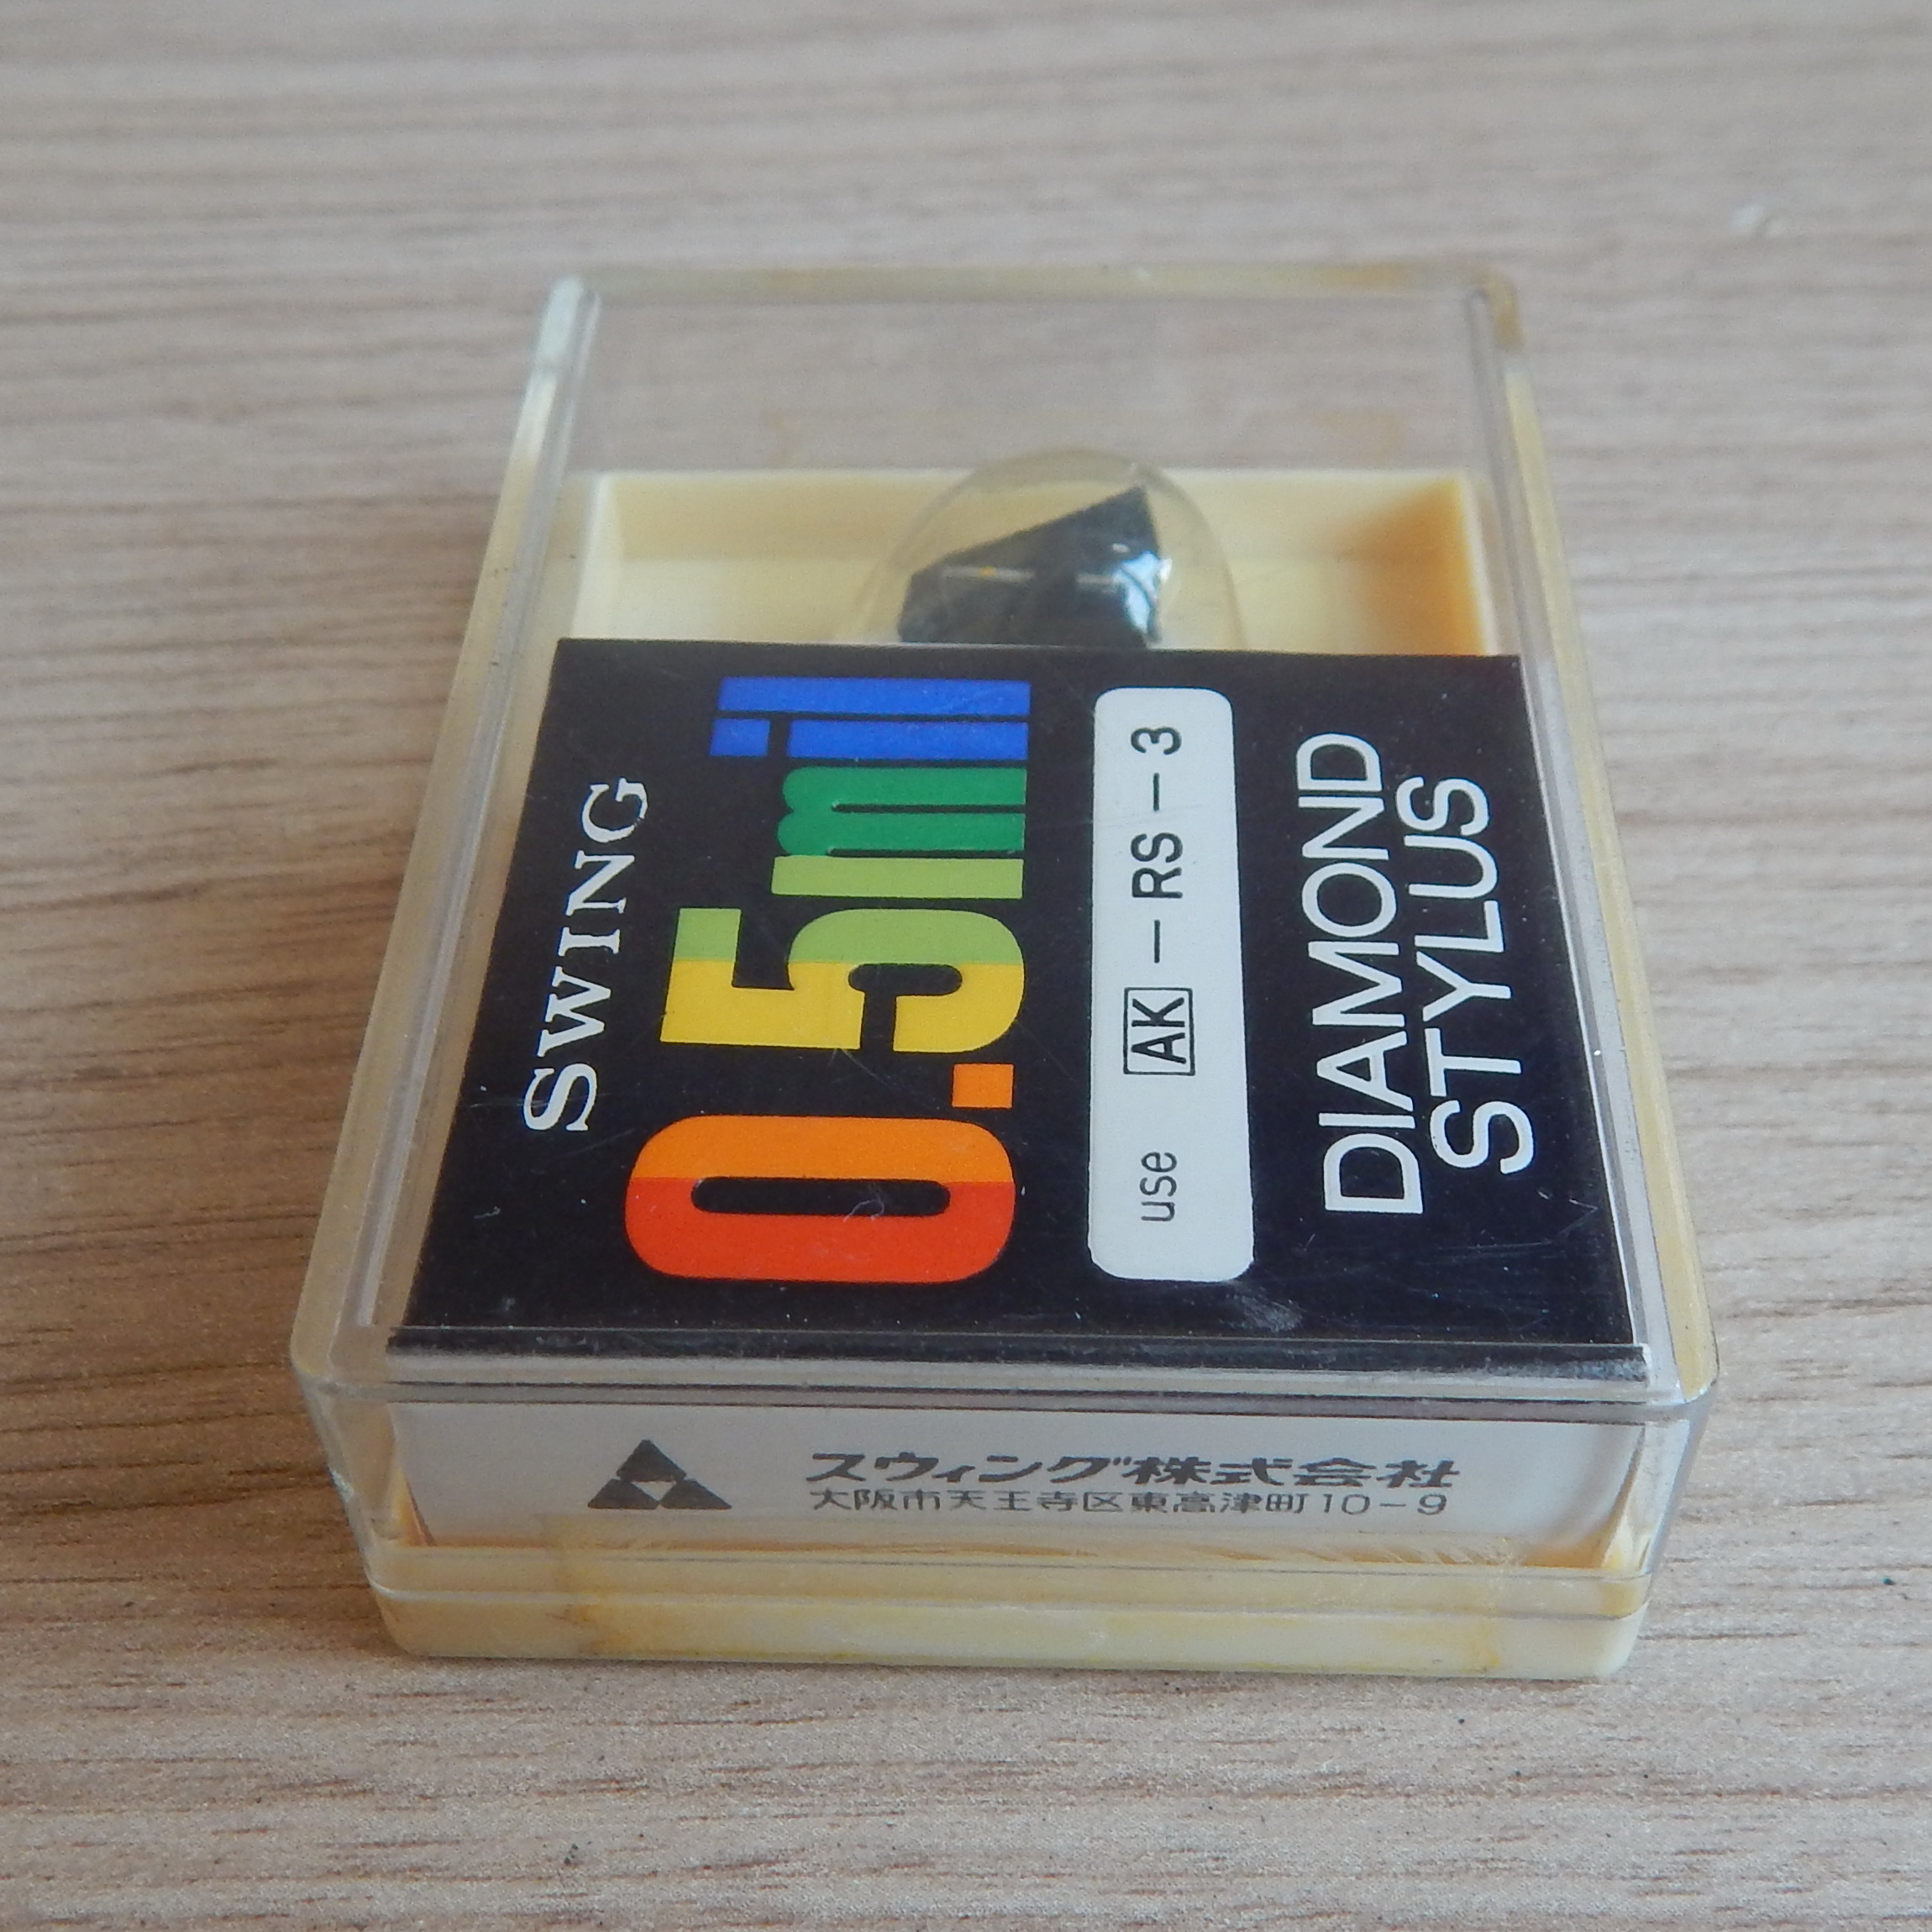 SWING
0.5mil
use AK-RS-3
DIAMOND
STYLUS
スウィング株式会社
大阪市天王寺区東高津町10-9